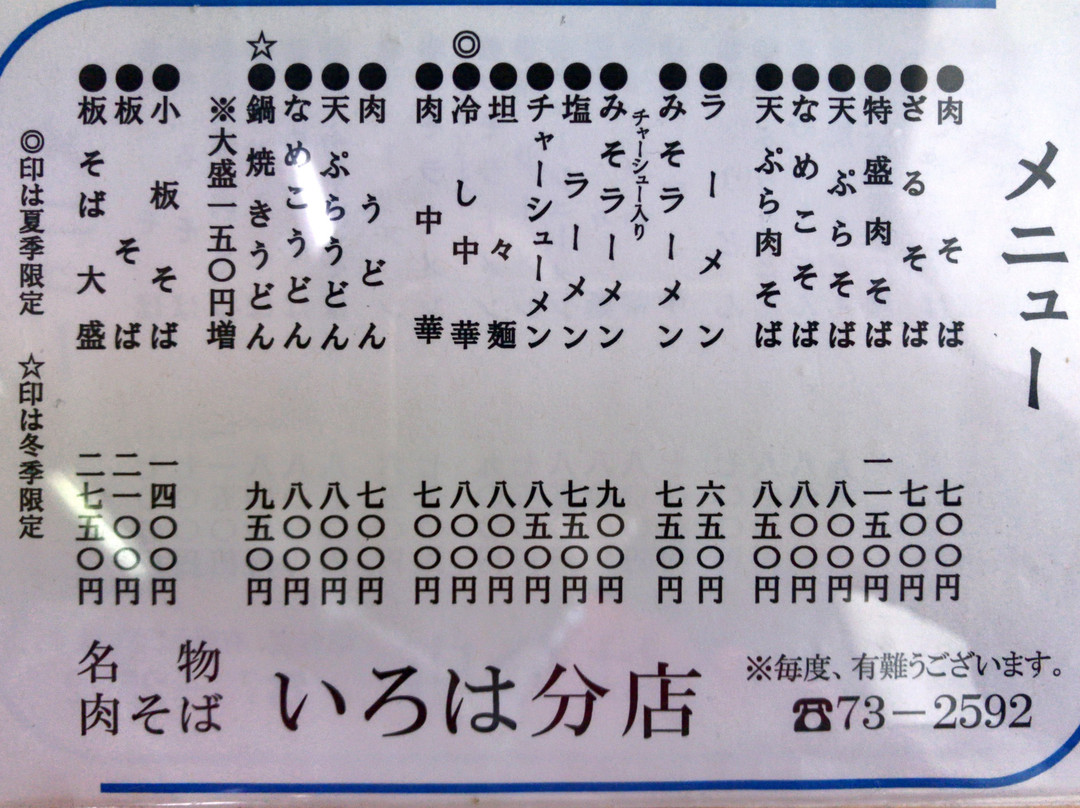 メニュー
●肉そば 七〇〇円
●ざるそば 七〇〇円
●特盛肉そば 一一五〇円
●天ぷらそば 八〇〇円
●なめこそば 八〇〇円
●天ぷら肉そば 八五〇円
●ラーメン 六五〇円
●みそラーメン 七五〇円
チャーシュー入り
●みそラーメン 九〇〇円
●塩ラーメン 七五〇円
●チャーシューメン 八五〇円
●坦々麺 八〇〇円
◎●冷し中華 八〇〇円
●肉中華 七〇〇円
●肉うどん 七〇〇円
●天ぷらうどん 八〇〇円
●なめこうどん 八〇〇円
☆●鍋焼きうどん 九五〇円
※大盛一五〇円増
●小板そば 一四〇〇円
●板そば 二一〇〇円
●板そば大盛 二七五〇円
◎印は夏季限定 ☆印は冬季限定
名物
肉そば
いろは分店
※毎度、有難うございます。
☎73－2592